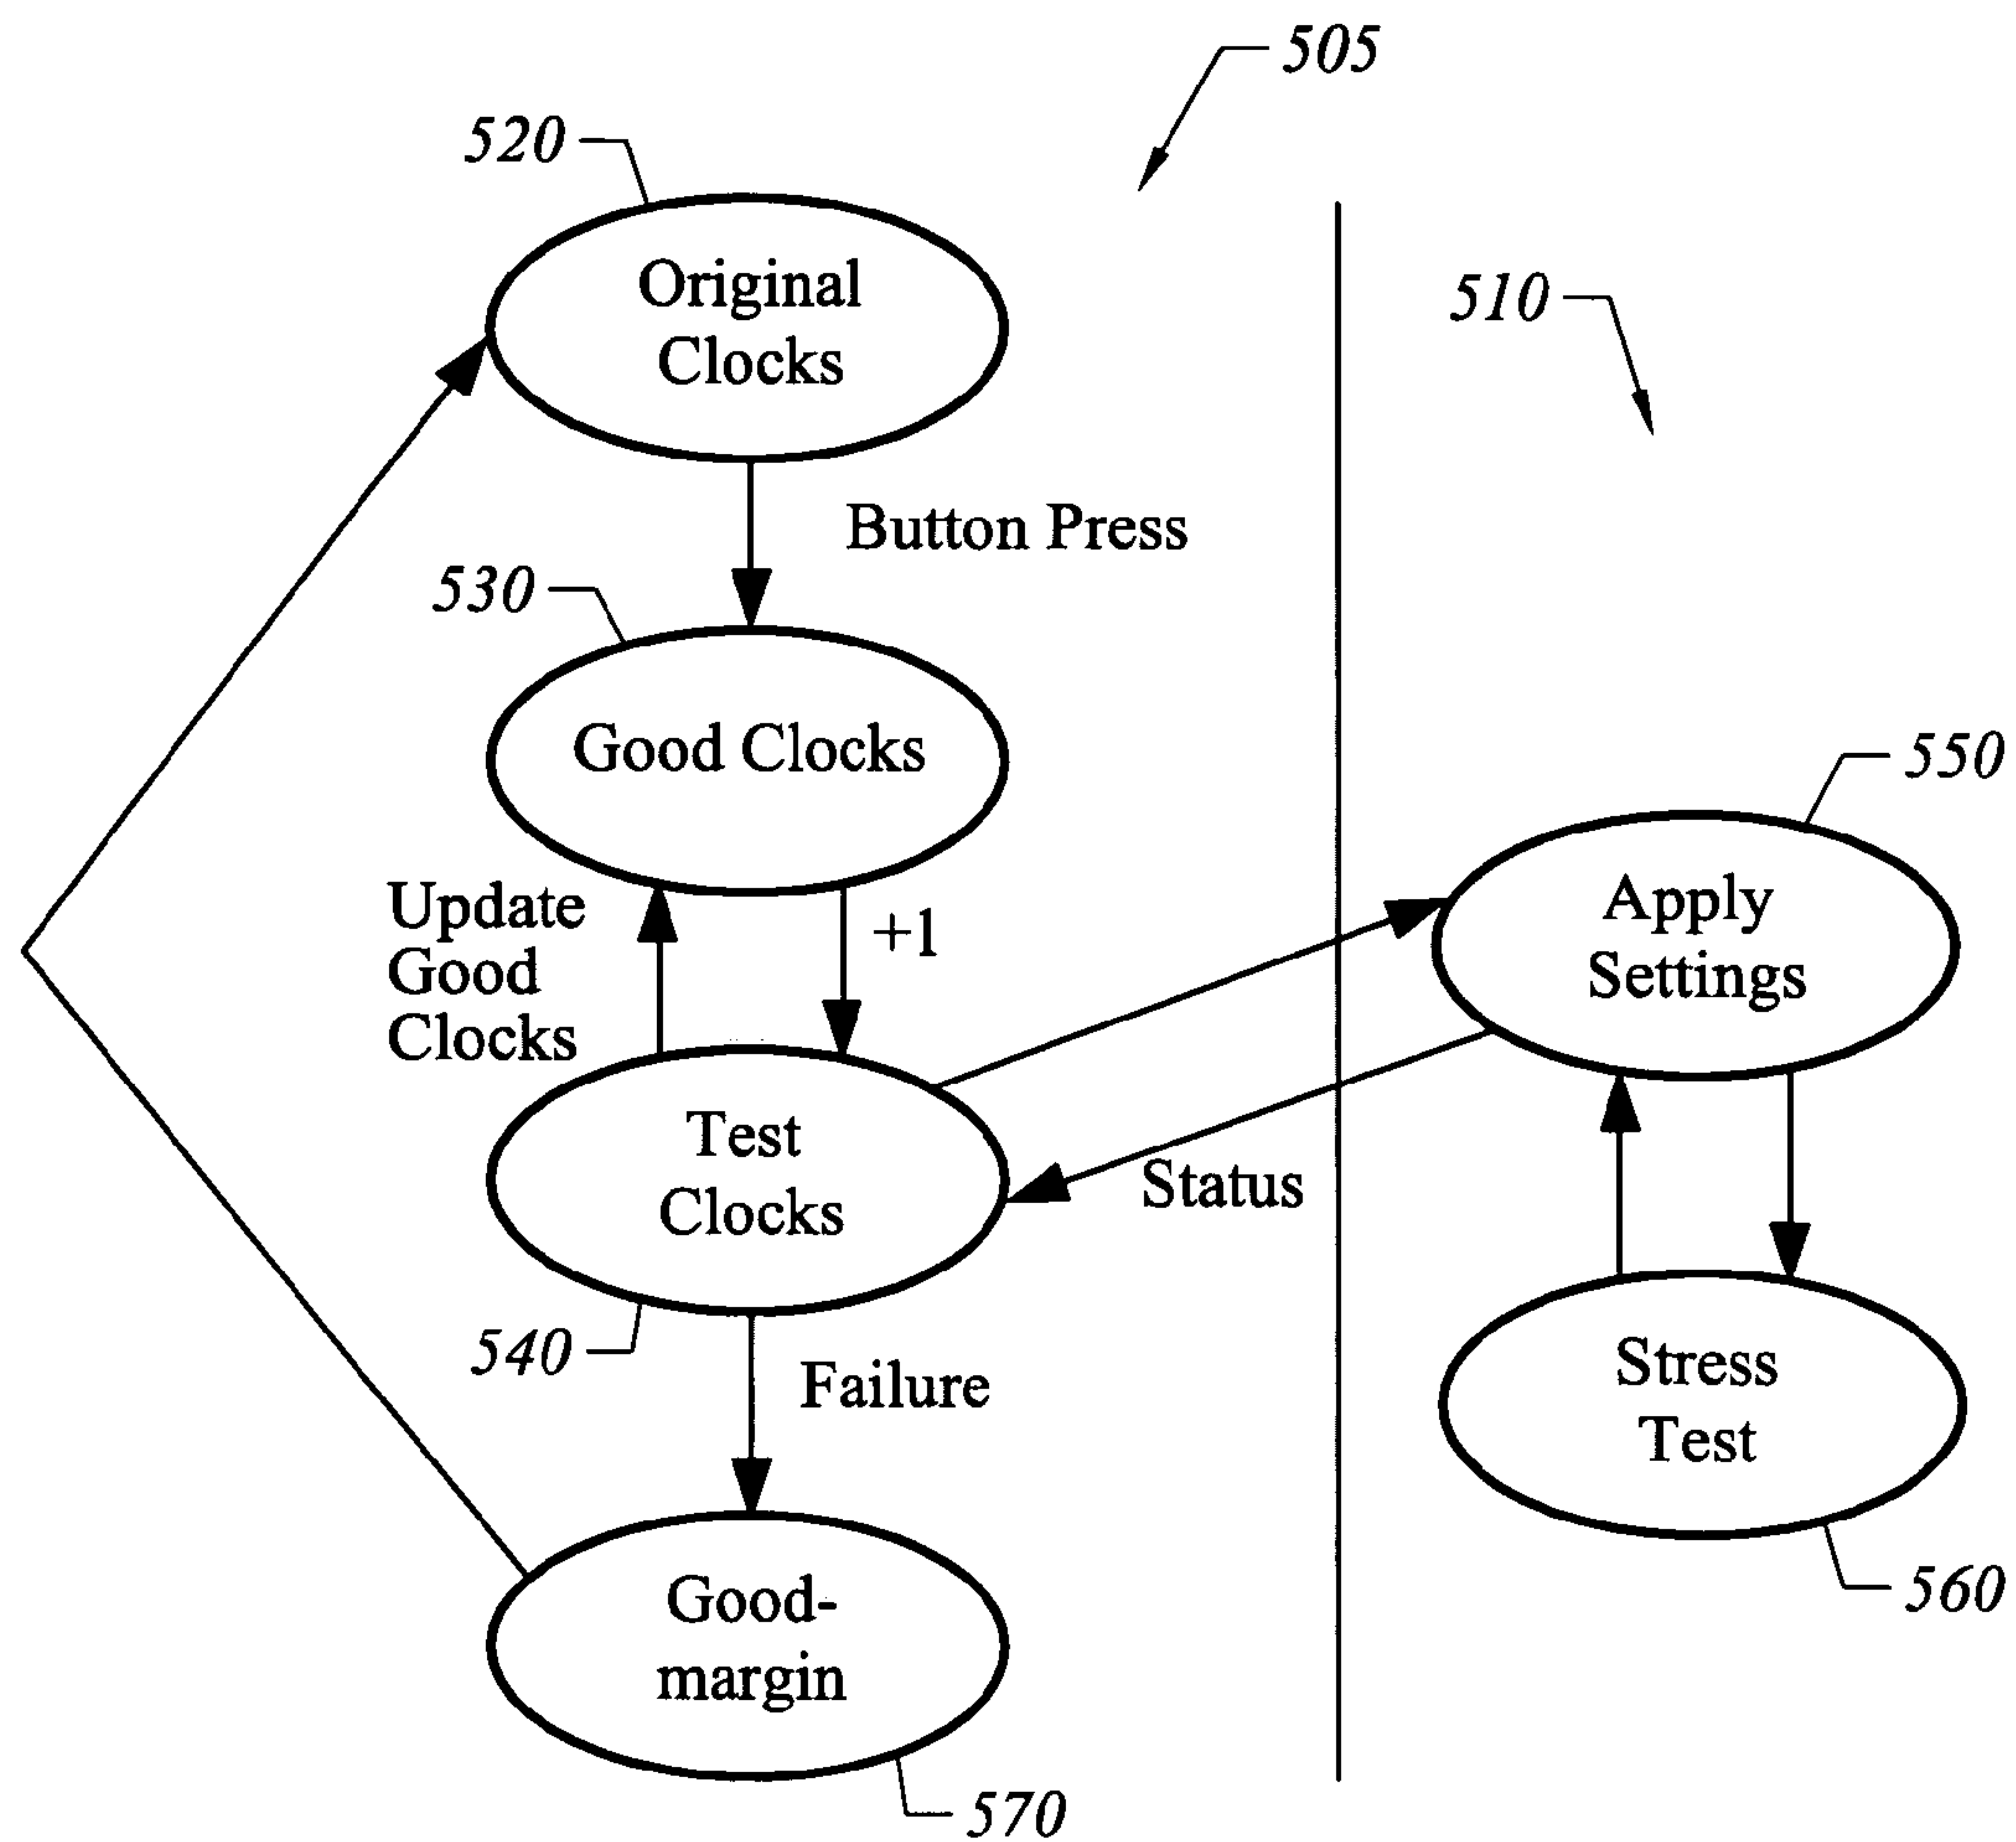 505
520
Original
Clocks
510
Button Press
530
Good Clocks
550
Update
Good
Clocks
+1
Apply
Settings
Test
Clocks
Status
540
Failure
Stress
Test
560
Good-
margin
570